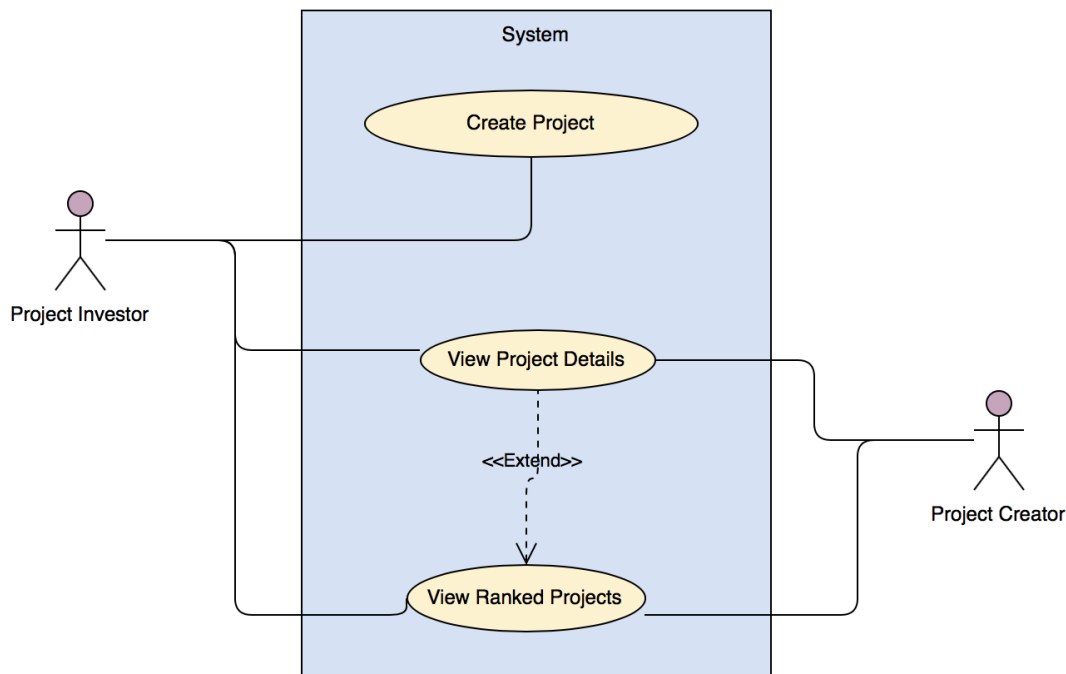 System
Create Project
Project Investor
View Project Details
<<Extend>>
Project Creator
View Ranked Projects